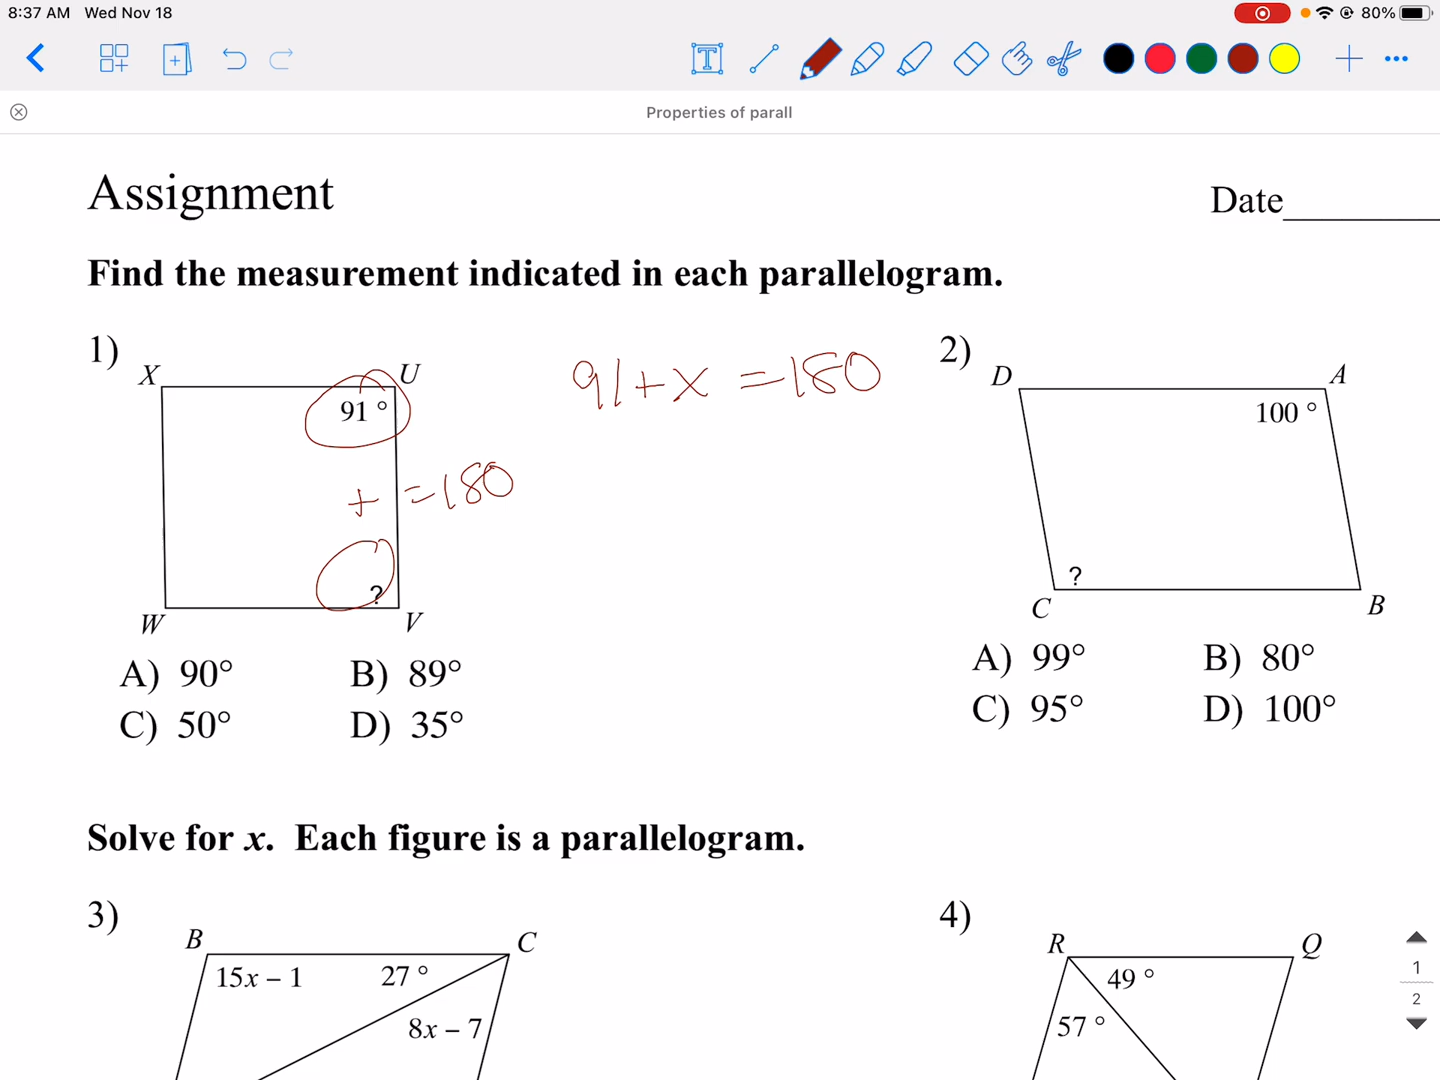 8:37 AM Wed Nov 18
80%
Properties of parall
Assignment
Date
Find the measurement indicated in each parallelogram.
1)
X
U
91 °
91+x =180
+ =180
?
W
V
A) 90°
B) 89°
C) 50°
D) 35°
2)
D
A
100 °
?
C
B
A) 99°
B) 80°
C) 95°
D) 100°
Solve for x. Each figure is a parallelogram.
3)
B
C
15x – 1
27 °
8x – 7
4)
R
Q
49 °
57 °
1
2